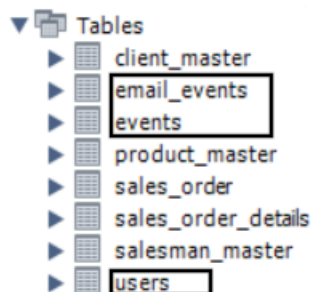 Tables
client_master
email_events
events
product_master
sales_order
sales_order_details
salesman_master
users